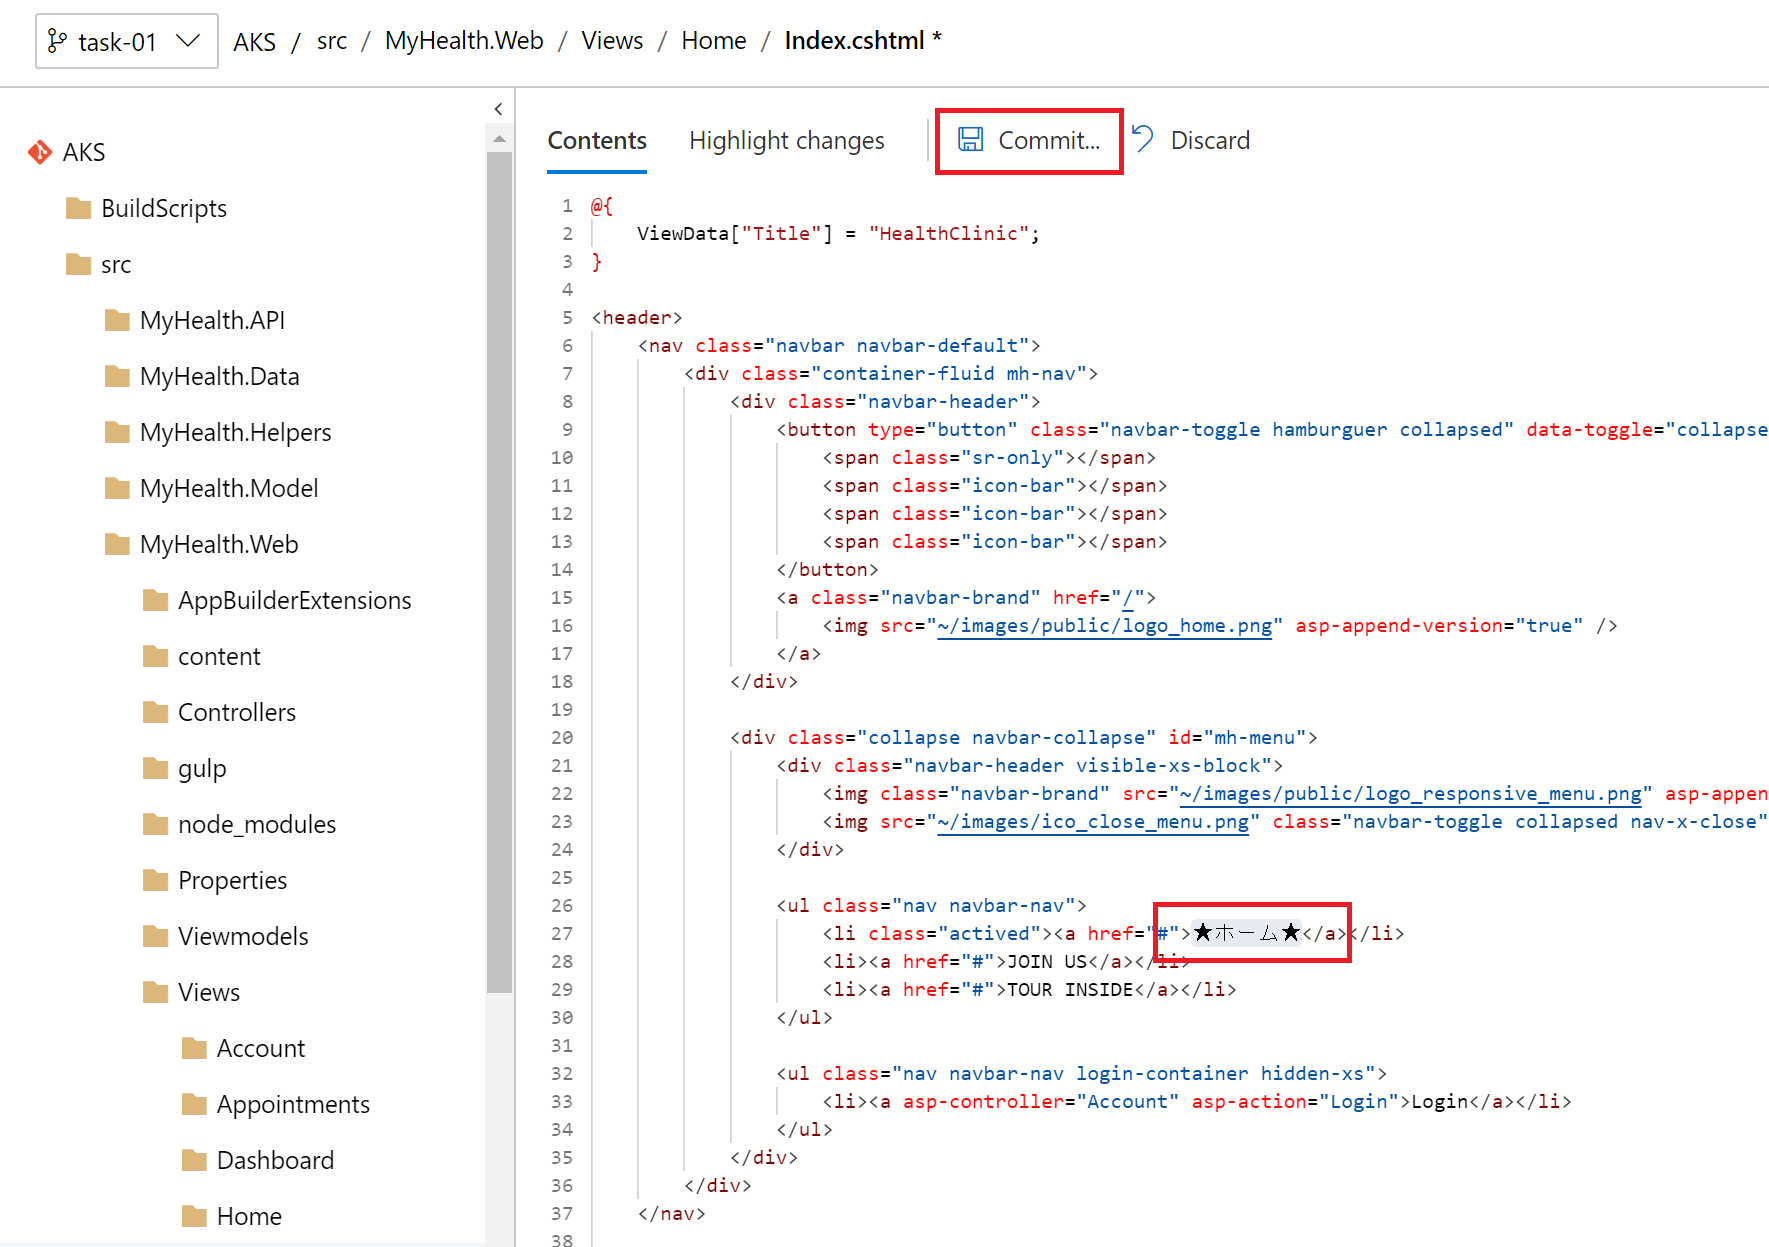 task-01 AKS / src / MyHealth.Web / Views / Home / Index.cshtml *
AKS
BuildScripts
src
MyHealth.API
MyHealth.Data
MyHealth.Helpers
MyHealth.Model
MyHealth.Web
AppBuilderExtensions
content
Controllers
gulp
node_modules
Properties
Viewmodels
Views
Account
Appointments
Dashboard
Home
Contents Highlight changes Commit... Discard
1 @{
2 ViewData["Title"] = "HealthClinic";
3 }
4
5 <header>
6 <nav class="navbar navbar-default">
7 <div class="container-fluid mh-nav">
8 <div class="navbar-header">
9 <button type="button" class="navbar-toggle hamburguer collapsed" data-toggle="collapse
10 <span class="sr-only"></span>
11 <span class="icon-bar"></span>
12 <span class="icon-bar"></span>
13 <span class="icon-bar"></span>
14 </button>
15 <a class="navbar-brand" href="/">
16 <img src="~/images/public/logo_home.png" asp-append-version="true" />
17 </a>
18 </div>
19
20 <div class="collapse navbar-collapse" id="mh-menu">
21 <div class="navbar-header visible-xs-block">
22 <img class="navbar-brand" src="~/images/public/logo_responsive_menu.png" asp-appen
23 <img src="~/images/ico_close_menu.png" class="navbar-toggle collapsed nav-x-close"
24 </div>
25
26 <ul class="nav navbar-nav">
27 <li class="actived"><a href="#">★ホーム★</a></li>
28 <li><a href="#">JOIN US</a></li>
29 <li><a href="#">TOUR INSIDE</a></li>
30 </ul>
31
32 <ul class="nav navbar-nav login-container hidden-xs">
33 <li><a asp-controller="Account" asp-action="Login">Login</a></li>
34 </ul>
35 </div>
36 </div>
37 </nav>
38